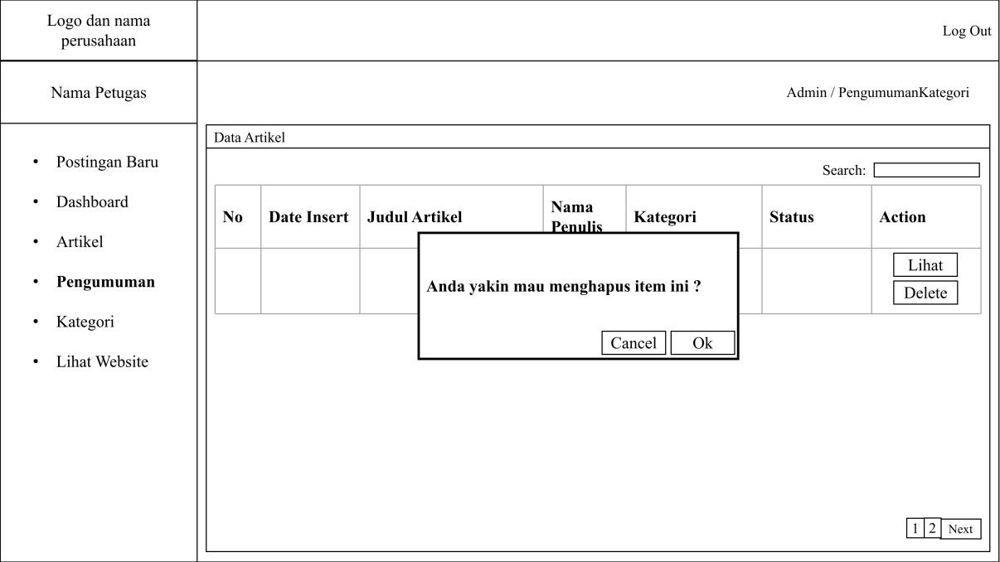 Logo dan nama
perusahaan
Log Out
Nama Petugas
Admin / PengumumanKategori
• Postingan Baru
• Dashboard
• Artikel
• Pengumuman
• Kategori
• Lihat Website
Data Artikel
Search:
No
Date Insert
Judul Artikel
Nama
Penulis
Kategori
Status
Action
Lihat
Delete
Anda yakin mau menghapus item ini ?
Cancel
Ok
1 2 Next